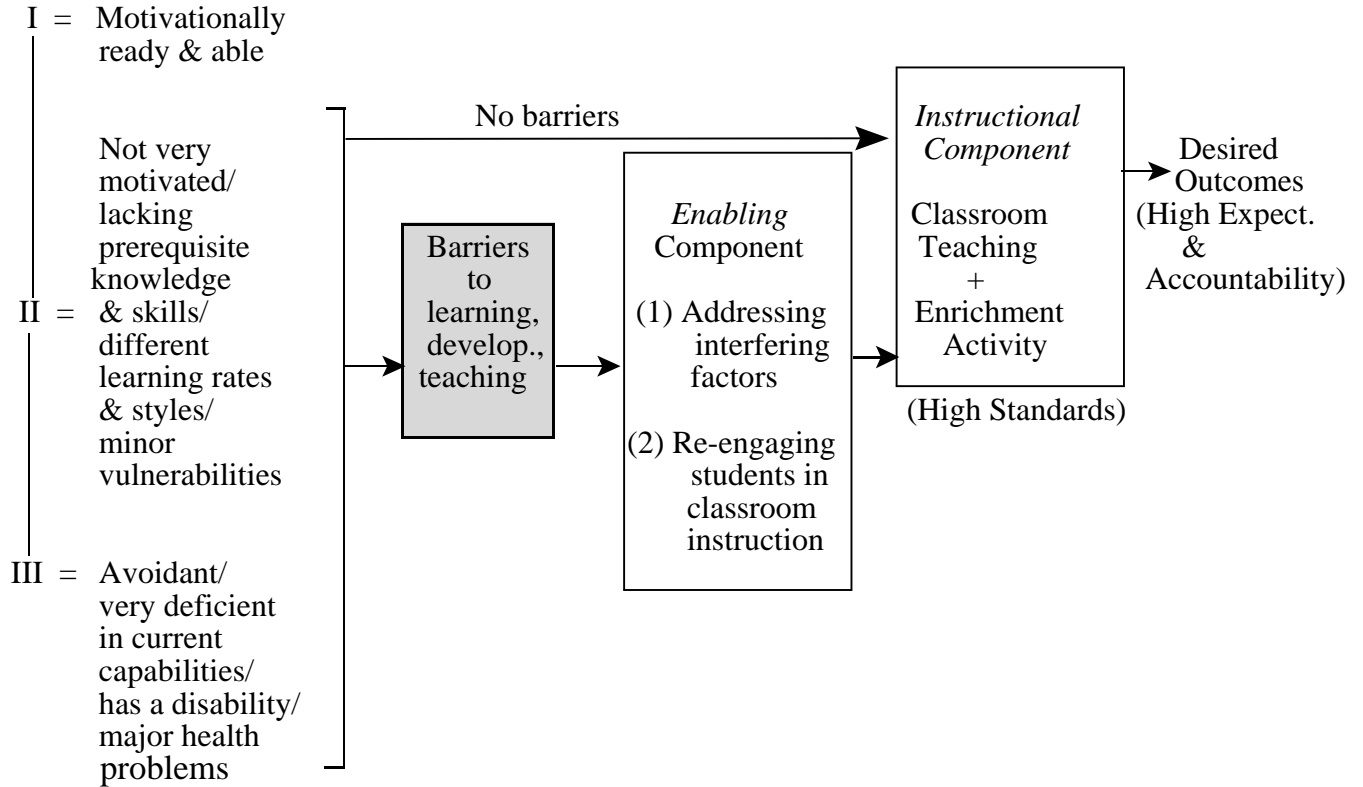 I = Motivationally
ready & able
No barriers
Not very
motivated/
lacking
prerequisite
knowledge
II = & skills/
different
learning rates
& styles/
minor
vulnerabilities
III = Avoidant/
very deficient
in current
capabilities/
has a disability/
major health
problems
Barriers
to
learning,
develop.,
teaching
Enabling
Component
(1) Addressing
interfering
factors
(2) Re-engaging
students in
classroom
instruction
Instructional
Component
Classroom
Teaching
+
Enrichment
Activity
(High Standards)
Desired
Outcomes
(High Expect.
&
Accountability)